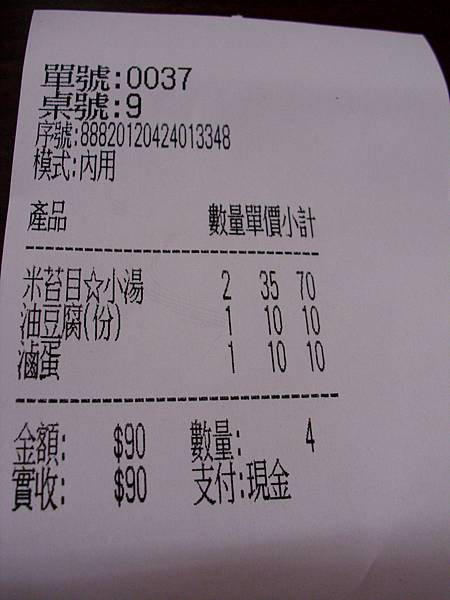 單號:0037
桌號:9
序號:88820120424013348
模式:內用
產品 數量單價小計
米苔目☆小湯 2 35 70
油豆腐(份) 1 10 10
滷蛋 1 10 10
金額: $90 數量: 4
實收: $90 支付:現金